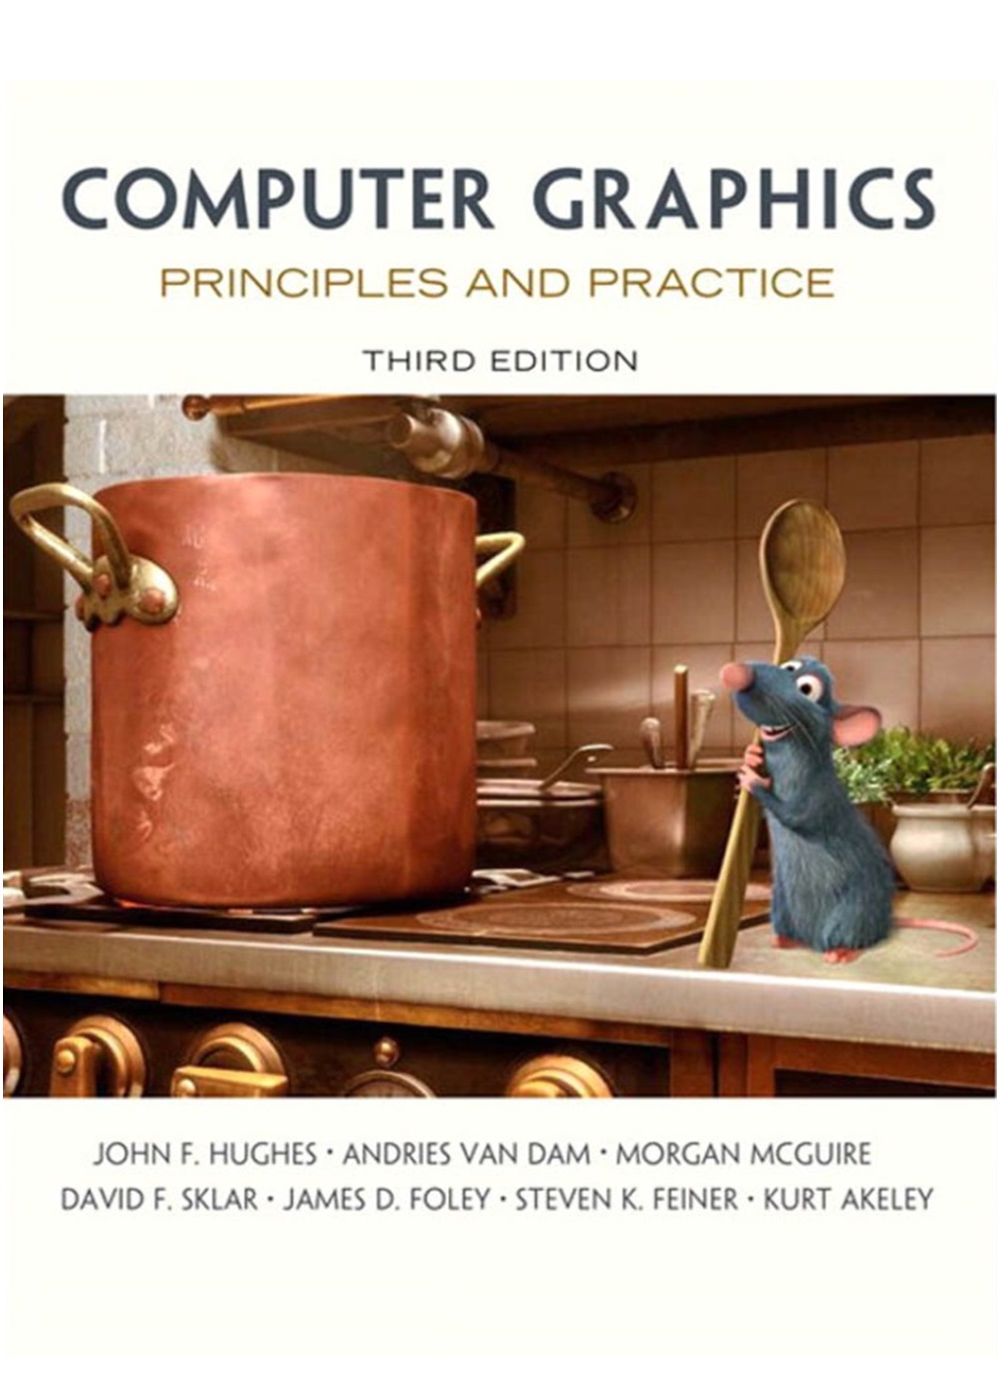 COMPUTER GRAPHICS
PRINCIPLES AND PRACTICE
THIRD EDITION
JOHN F. HUGHES • ANDRIES VAN DAM • MORGAN MCGUIRE
DAVID F. SKLAR • JAMES D. FOLEY • STEVEN K. FEINER • KURT AKELEY